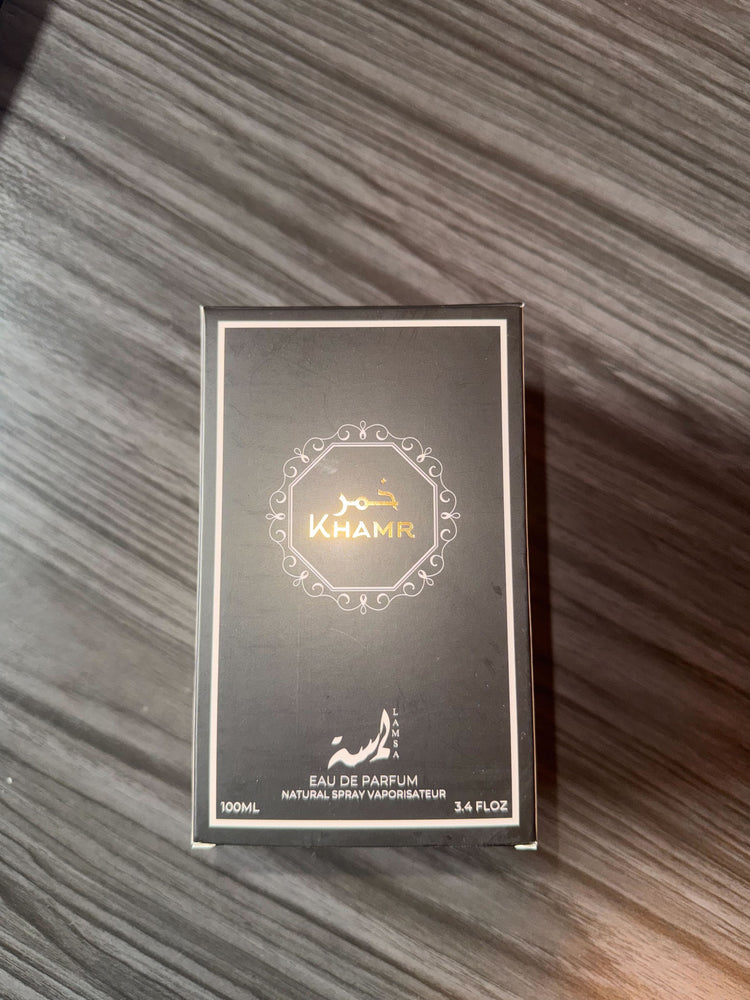 خمر
KHAMR
لمسة
LAMSA
EAU DE PARFUM
NATURAL SPRAY VAPORISATEUR
100ML
3.4 FLOZ